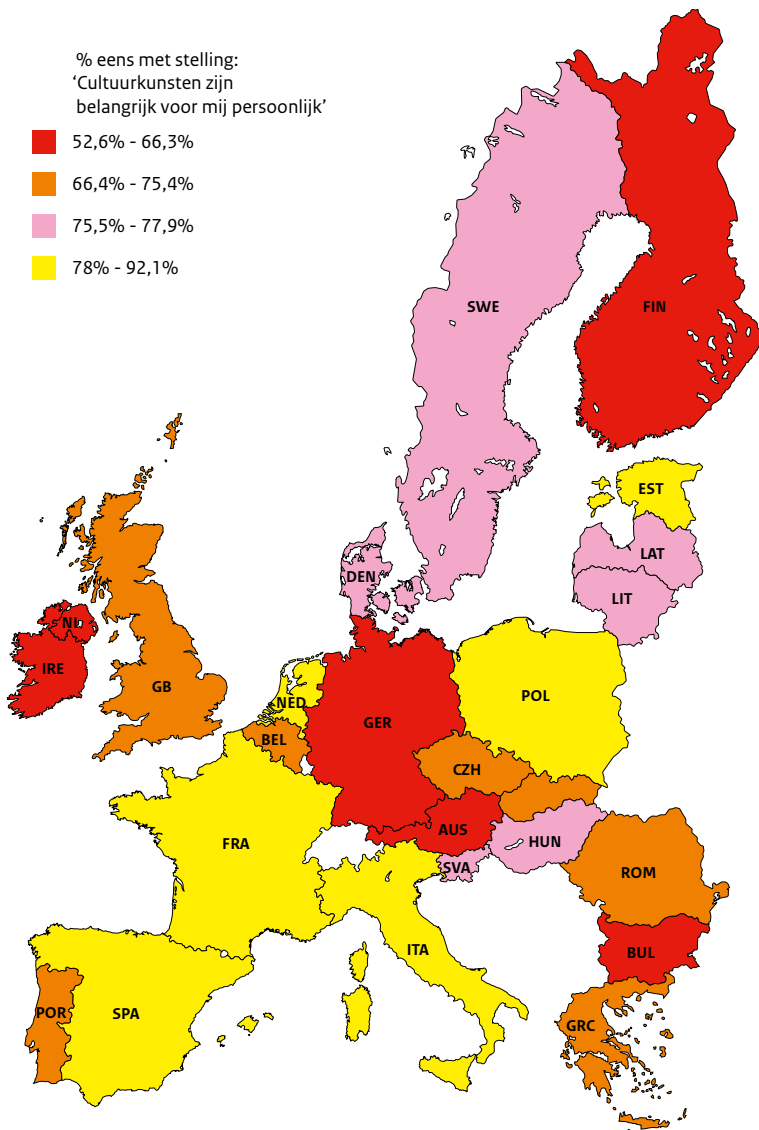 % eens met stelling:
‘Cultuurkunsten zijn
belangrijk voor mij persoonlijk’
52,6% - 66,3%
66,4% - 75,4%
75,5% - 77,9%
78% - 92,1%
SWE
FIN
EST
LAT
DEN
LIT
NI
IRE
GB
NED
POL
GER
BEL
CZH
AUS
FRA
HUN
SVA
ROM
ITA
BUL
POR
SPA
GRC